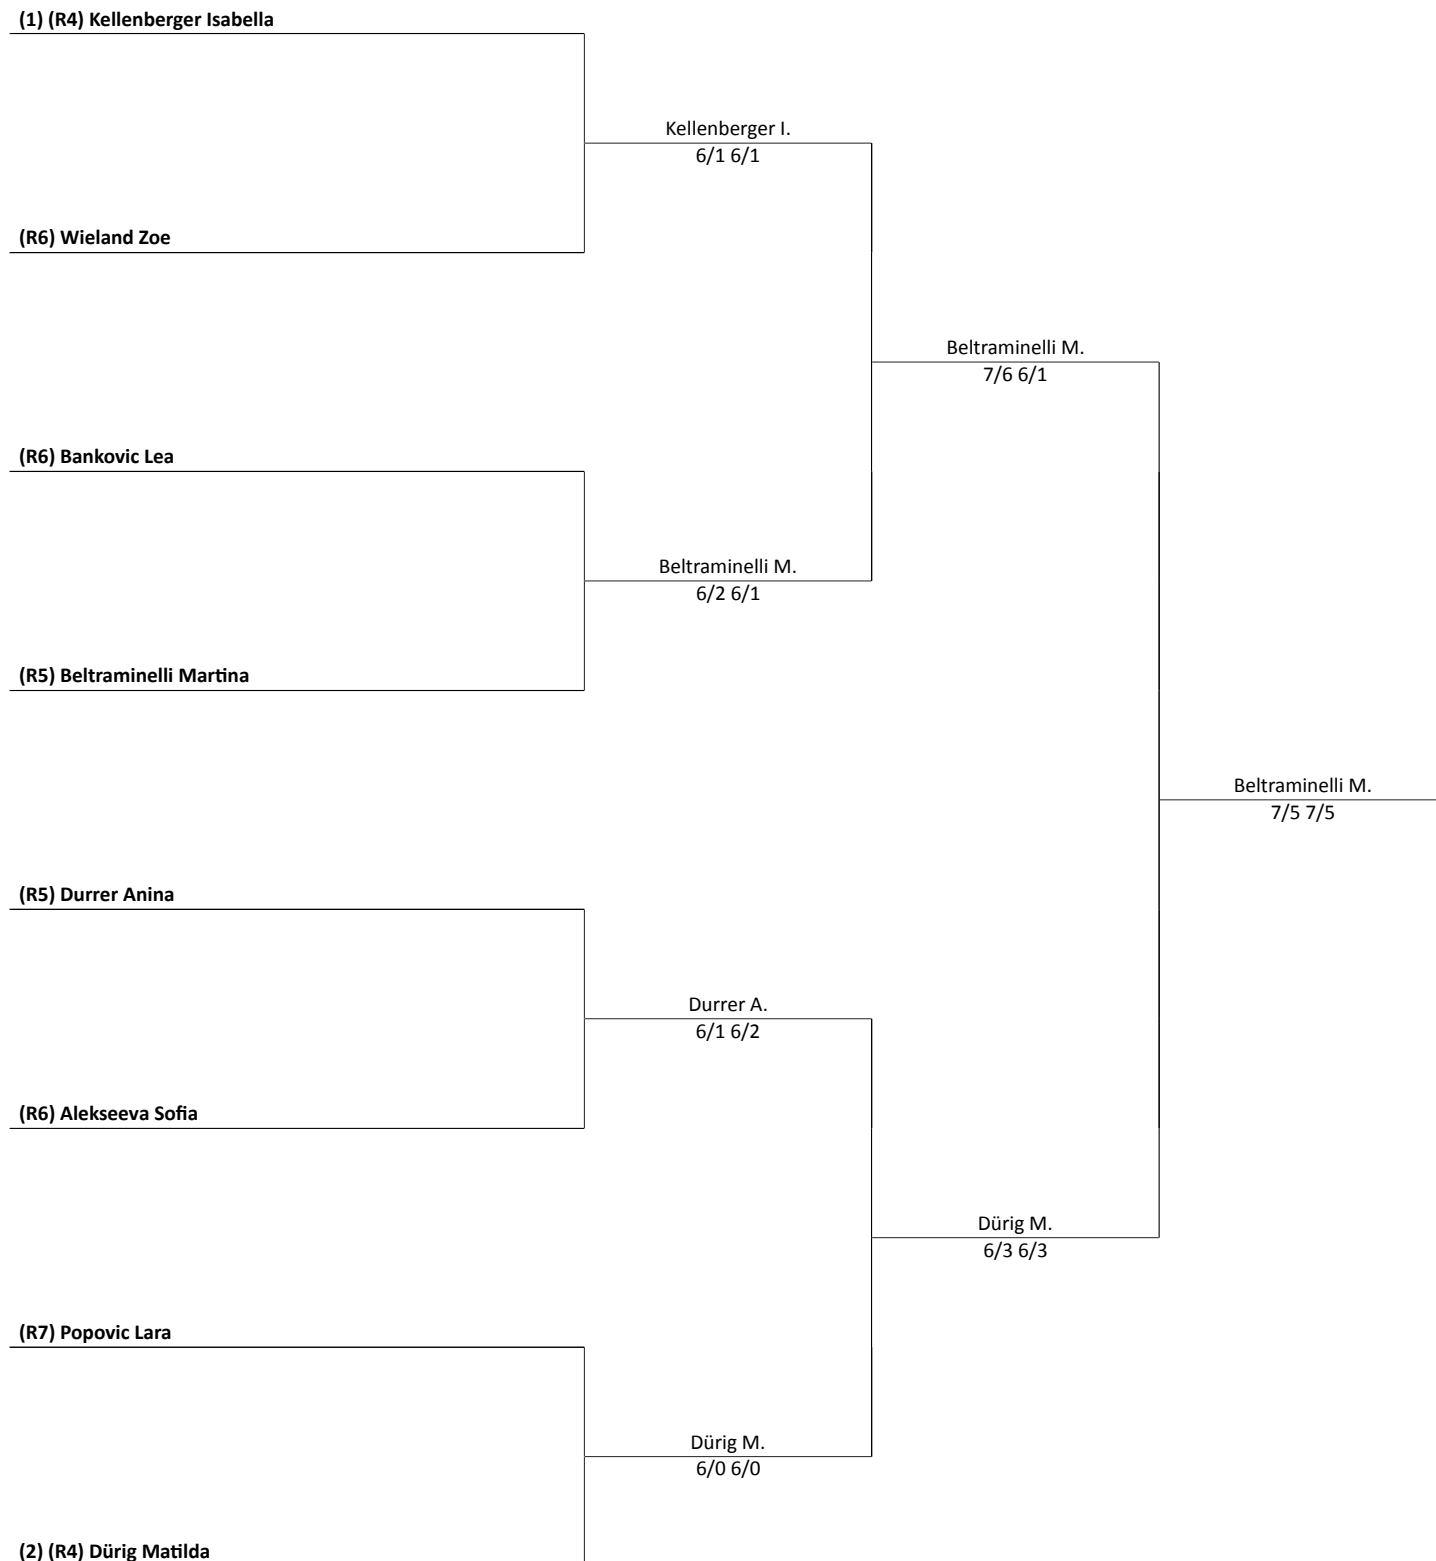 (1) (R4) Kellenberger Isabella
Kellenberger I.
6/1 6/1
(R6) Wieland Zoe
Beltraminelli M.
7/6 6/1
(R6) Bankovic Lea
Beltraminelli M.
6/2 6/1
(R5) Beltraminelli Martina
Beltraminelli M.
7/5 7/5
(R5) Durrer Anina
Durrer A.
6/1 6/2
(R6) Alekseeva Sofia
Dürig M.
6/3 6/3
(R7) Popovic Lara
Dürig M.
6/0 6/0
(2) (R4) Dürig Matilda